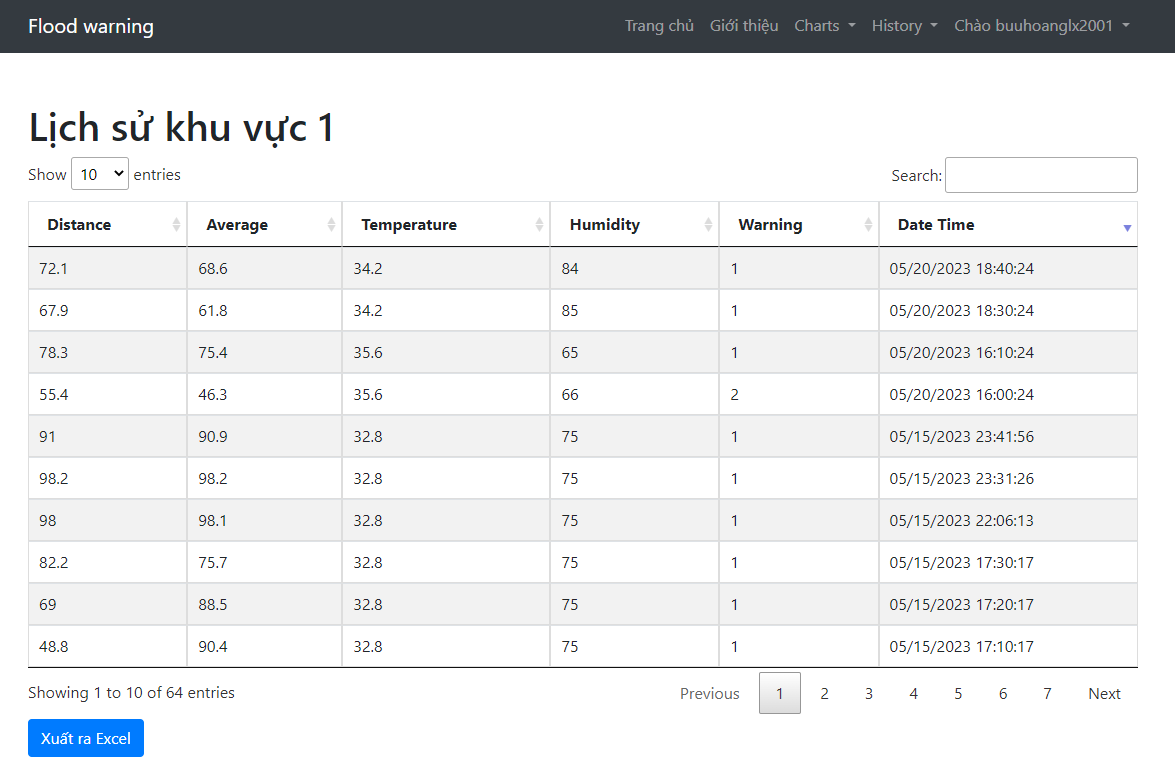 Flood warning Trang chủ Giới thiệu Charts History Chào buuhoanglx2001
Lịch sử khu vực 1
Show 10 entries Search:
Distance Average Temperature Humidity Warning Date Time
72.1 68.6 34.2 84 1 05/20/2023 18:40:24
67.9 61.8 34.2 85 1 05/20/2023 18:30:24
78.3 75.4 35.6 65 1 05/20/2023 16:10:24
55.4 46.3 35.6 66 2 05/20/2023 16:00:24
91 90.9 32.8 75 1 05/15/2023 23:41:56
98.2 98.2 32.8 75 1 05/15/2023 23:31:26
98 98.1 32.8 75 1 05/15/2023 22:06:13
82.2 75.7 32.8 75 1 05/15/2023 17:30:17
69 88.5 32.8 75 1 05/15/2023 17:20:17
48.8 90.4 32.8 75 1 05/15/2023 17:10:17
Showing 1 to 10 of 64 entries Previous 1 2 3 4 5 6 7 Next
Xuất ra Excel